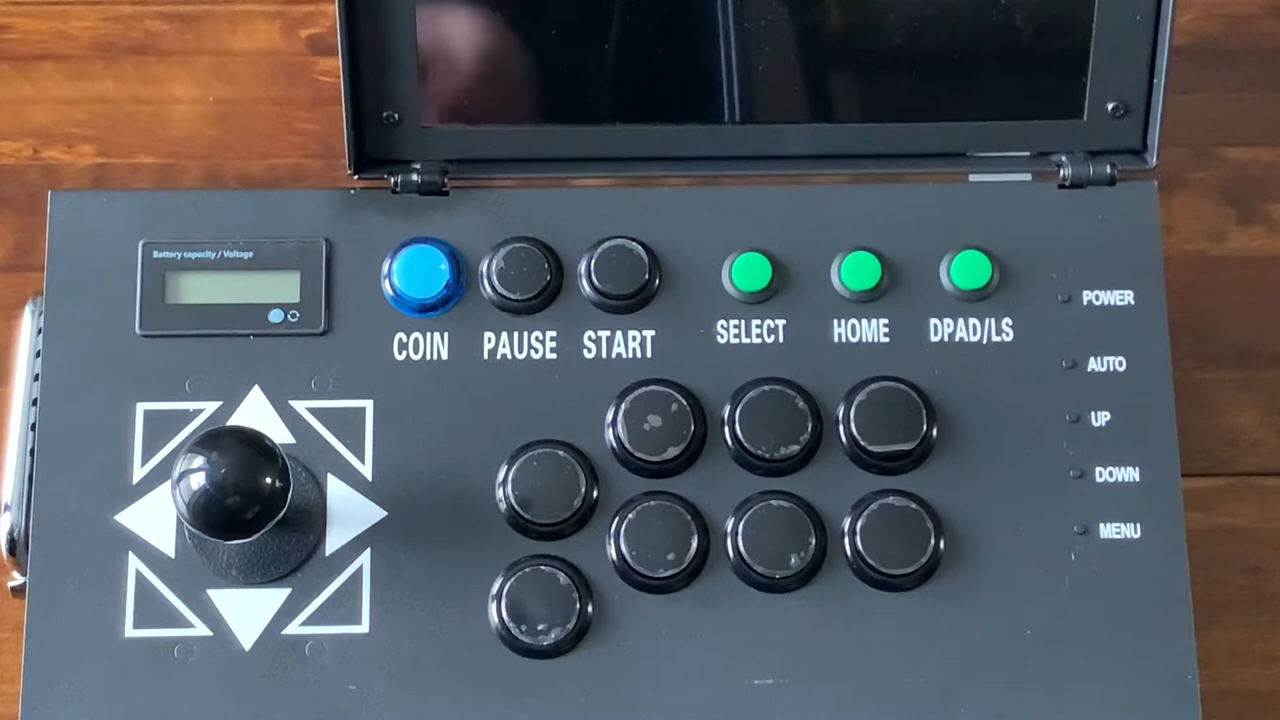 Battery capacity / Voltage
COIN
PAUSE
START
SELECT
HOME
DPAD/LS
POWER
AUTO
UP
DOWN
MENU